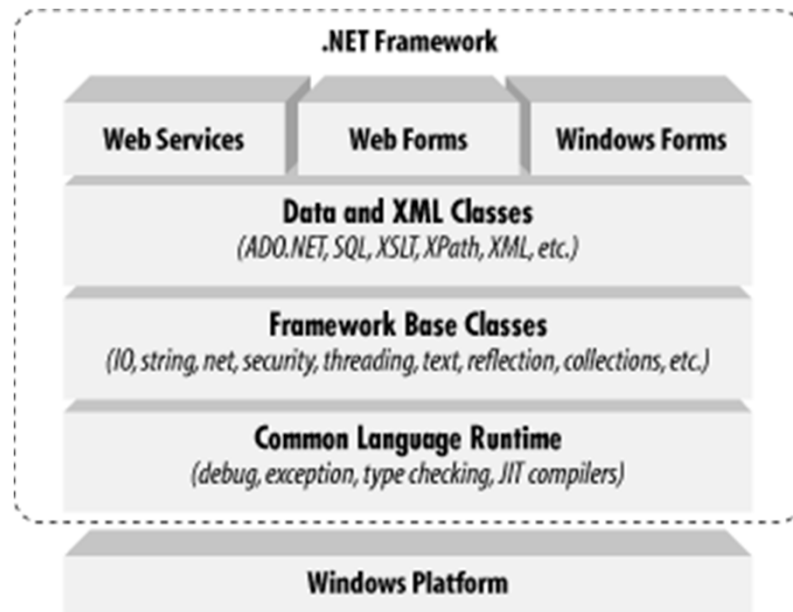 .NET Framework
Web Services Web Forms Windows Forms
Data and XML Classes
(ADO.NET, SQL, XSLT, XPath, XML, etc.)
Framework Base Classes
(IO, string, net, security, threading, text, reflection, collections, etc.)
Common Language Runtime
(debug, exception, type checking, JIT compilers)
Windows Platform